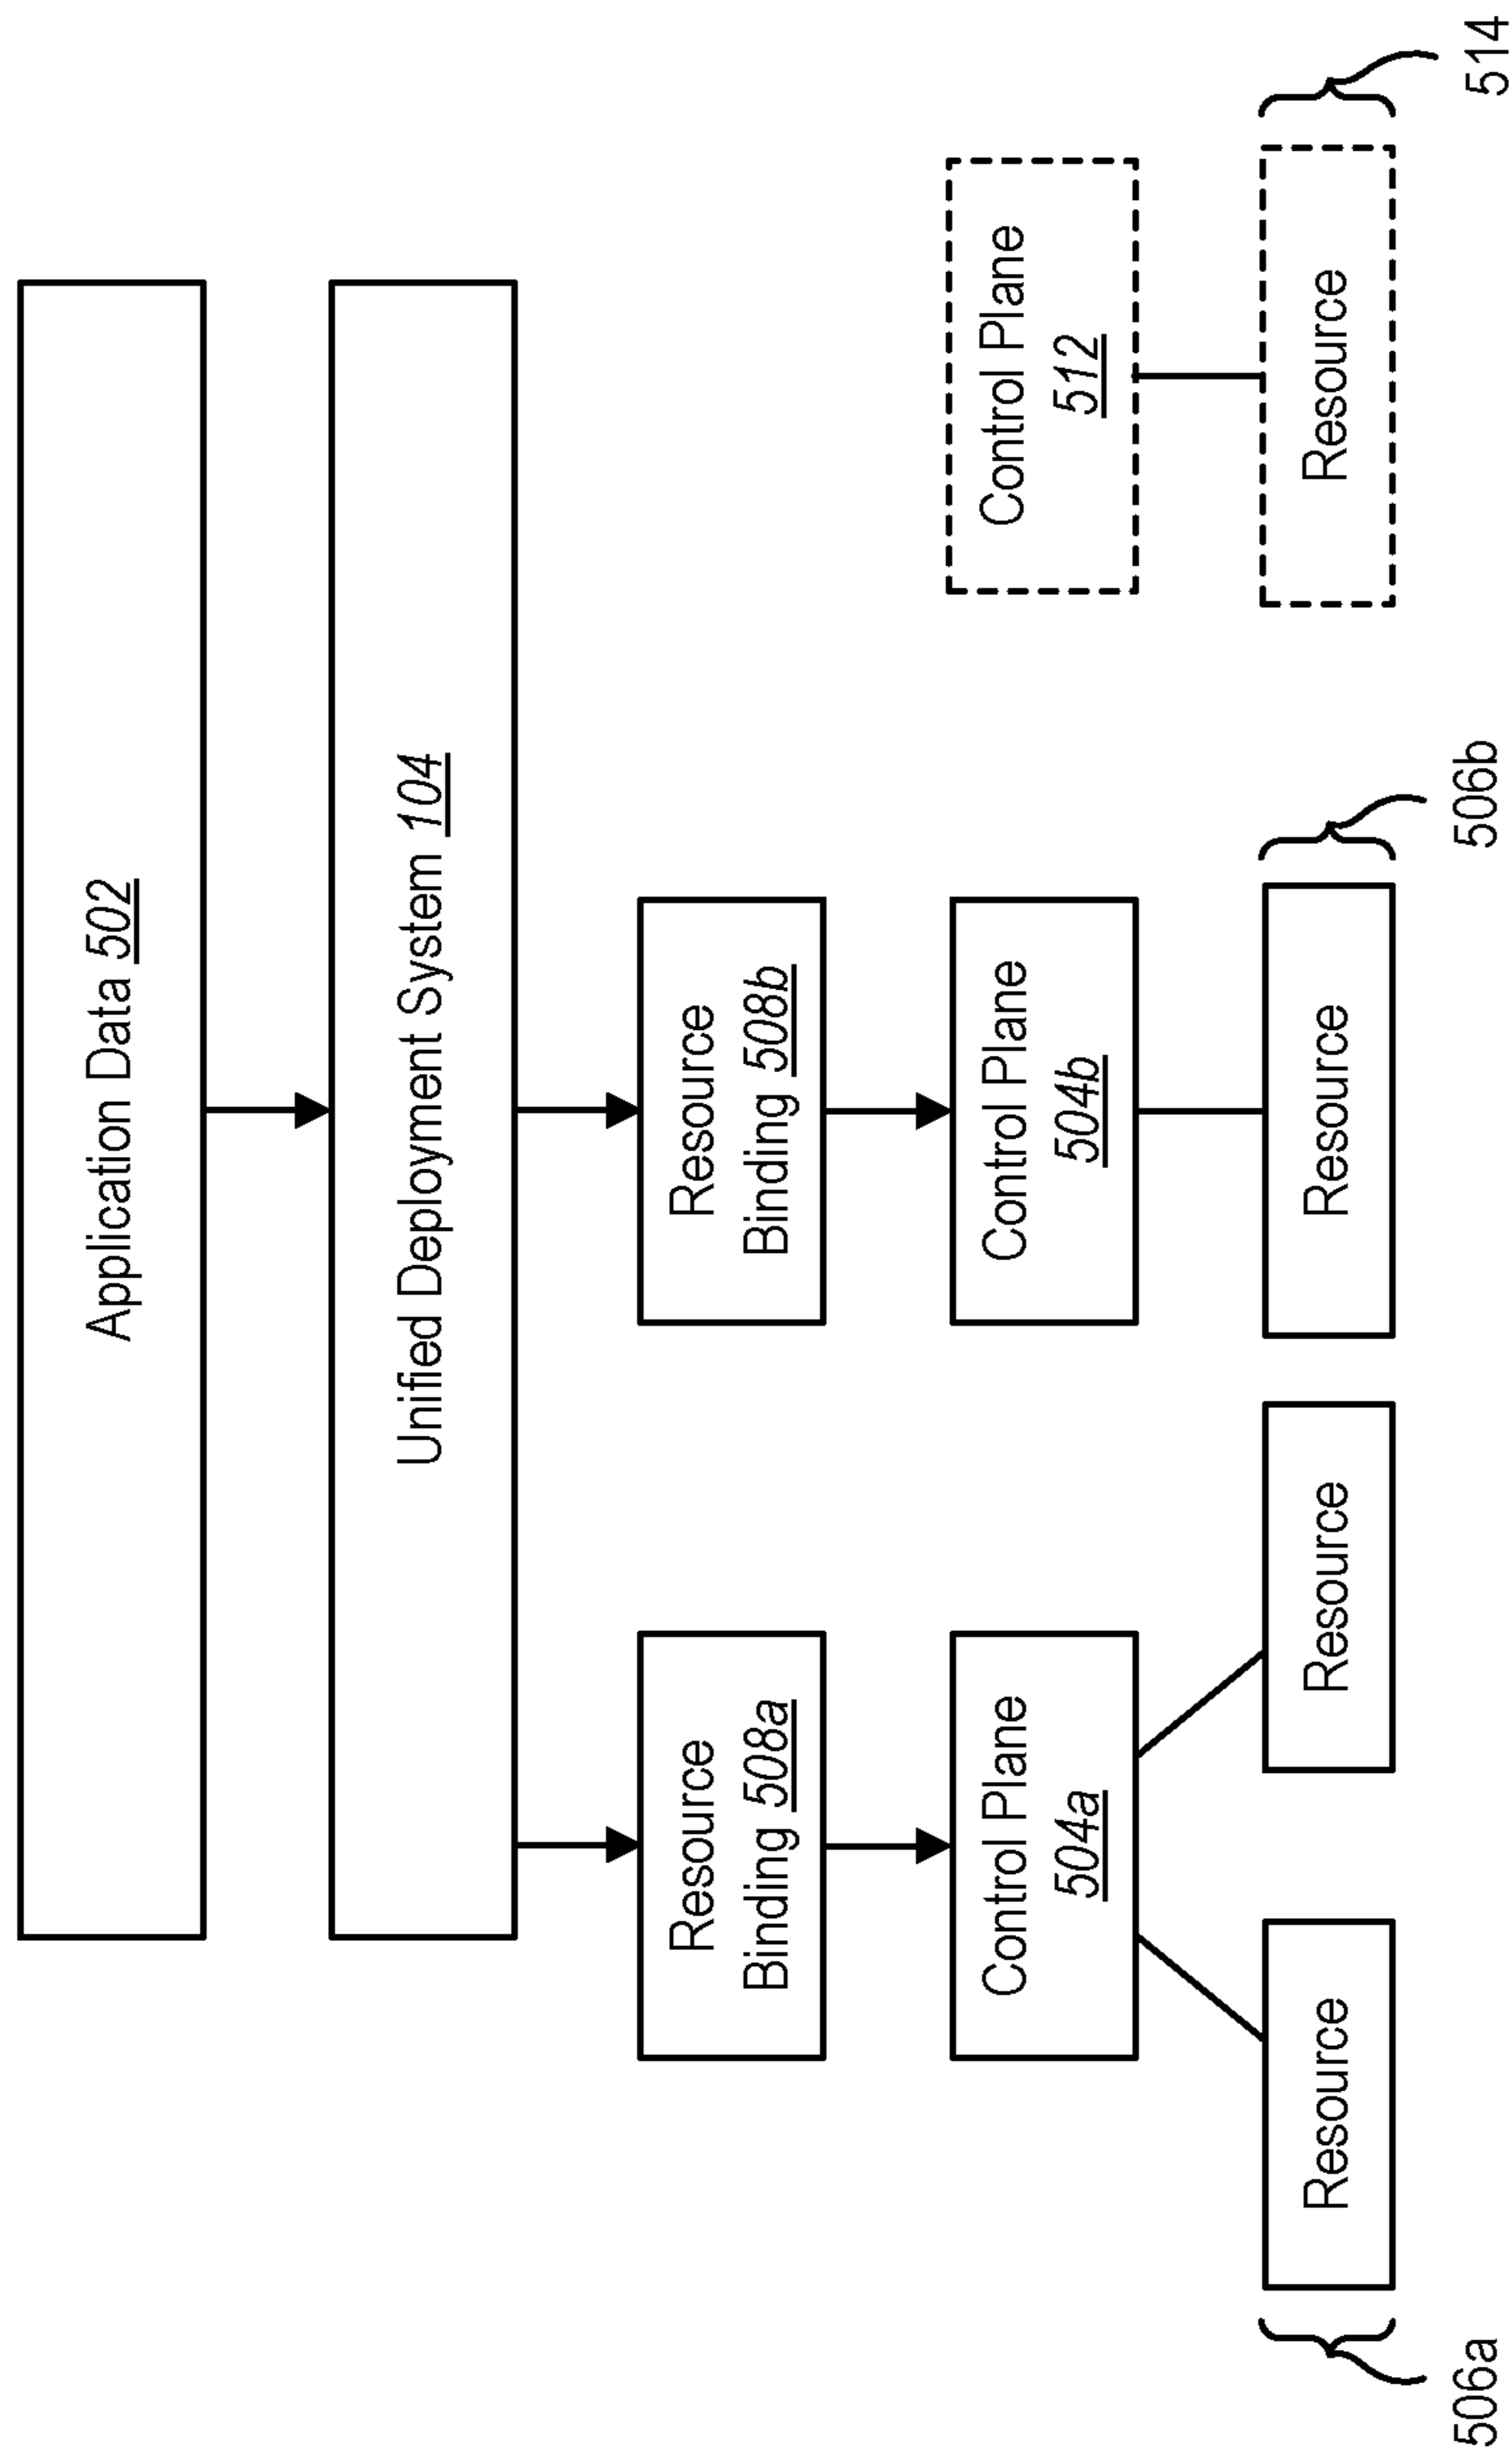 Application Data 502
Unified Deployment System 104
Resource
Binding 508a
Resource
Binding 508b
Control Plane
504a
Control Plane
504b
Control Plane
512
Resource
Resource
Resource
Resource
506a
506b
514